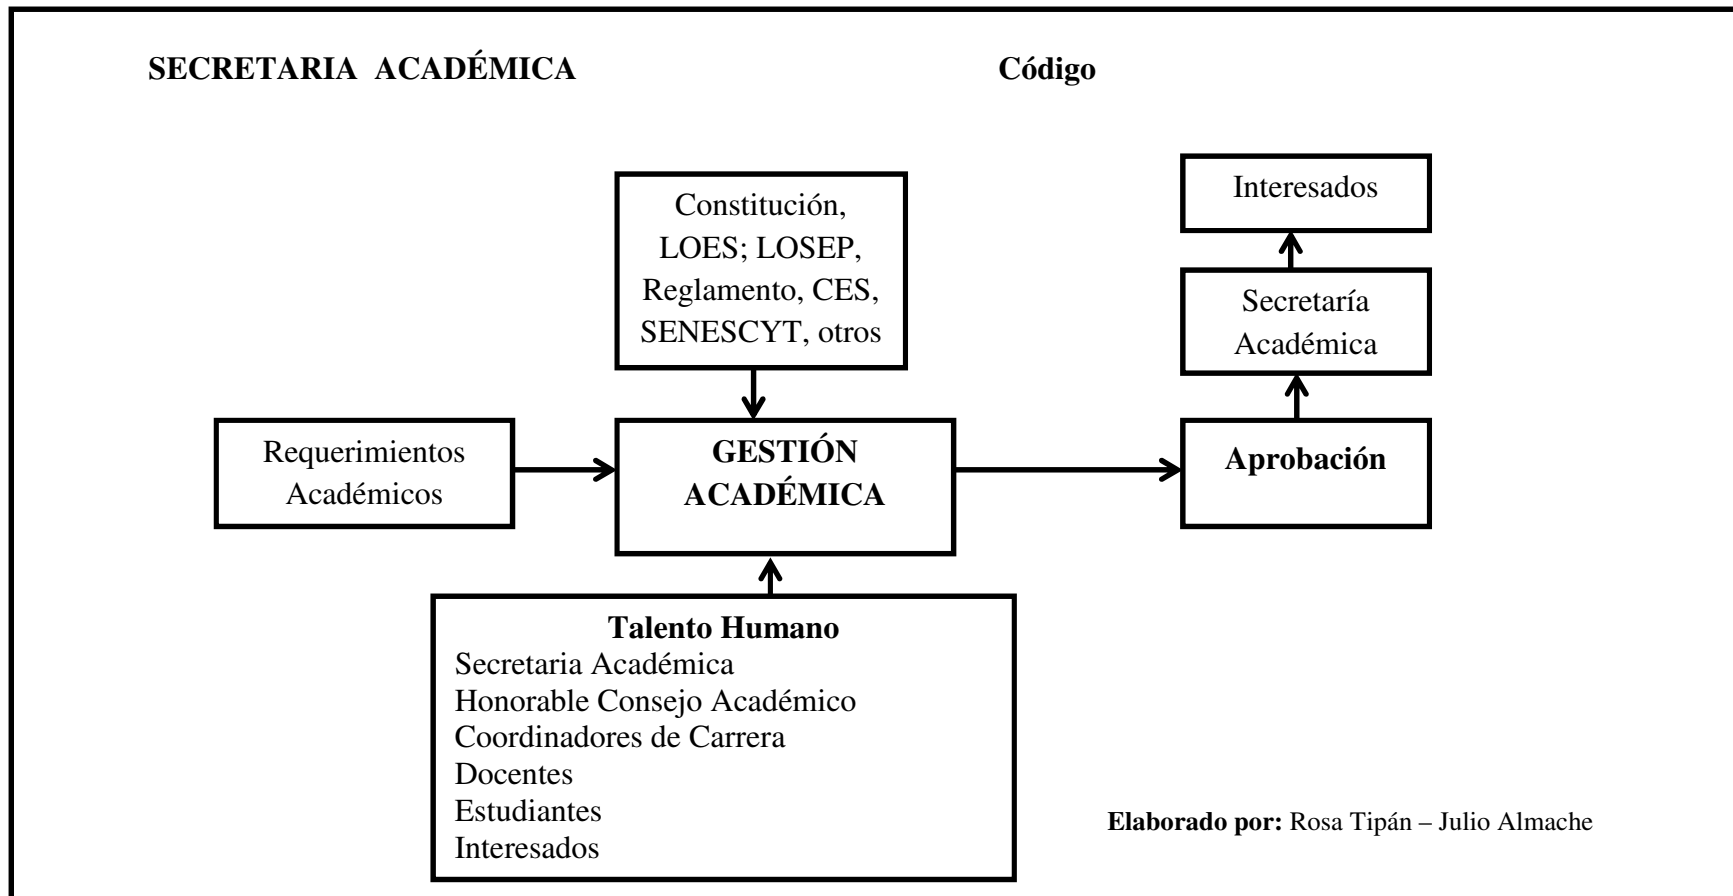 SECRETARIA ACADÉMICA
Código
Constitución,
LOES; LOSEP,
Reglamento, CES,
SENESCYT, otros
Interesados
Secretaría
Académica
Requerimientos
Académicos
GESTIÓN
ACADÉMICA
Aprobación
Talento Humano
Secretaria Académica
Honorable Consejo Académico
Coordinadores de Carrera
Docentes
Estudiantes
Interesados
Elaborado por: Rosa Tipán – Julio Almache